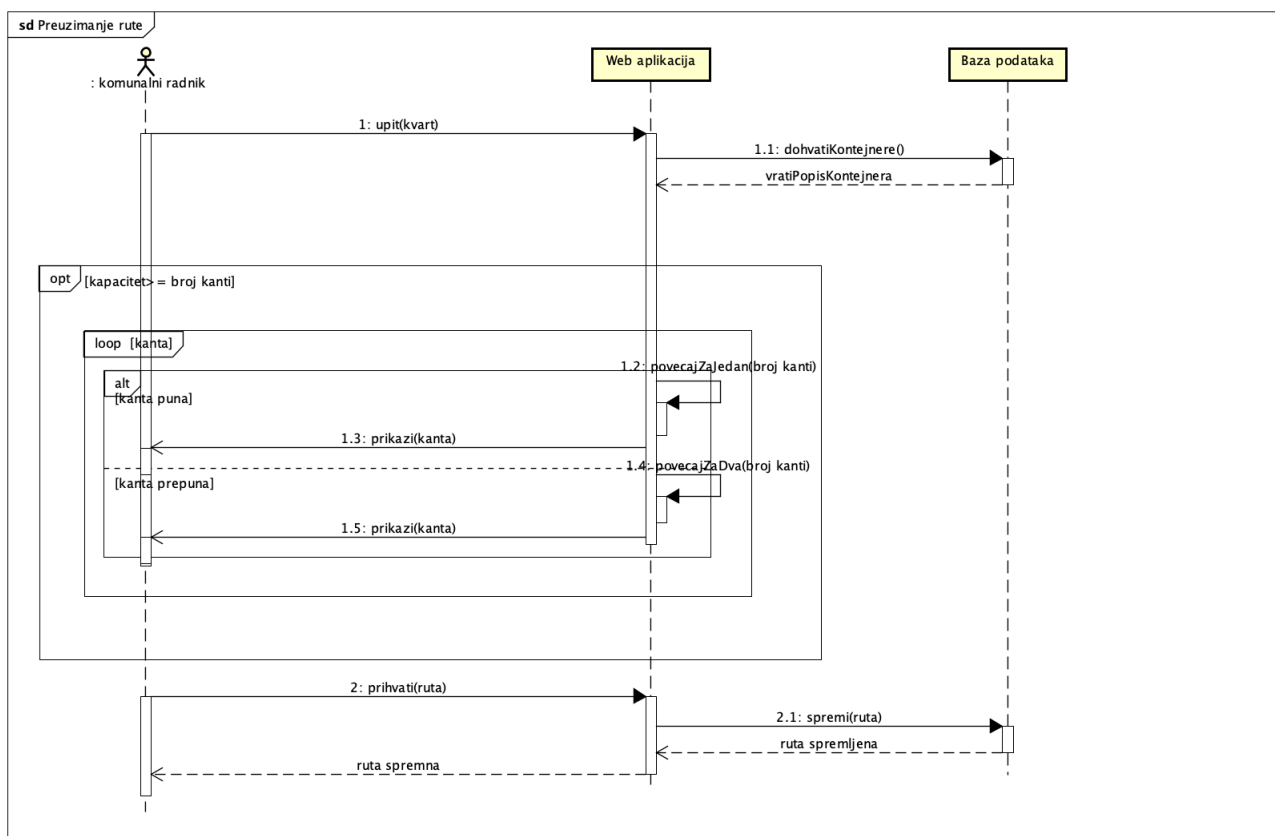 sd Preuzimanje rute
: komunalni radnik
Web aplikacija
Baza podataka
1: upit(kvart)
1.1: dohvatiKontejnere()
vratiPopisKontejnera
opt
[kapacitet>= broj kanti]
loop [kanta]
1.2: povecajZaJedan(broj kanti)
alt
[kanta puna]
1.3: prikazi(kanta)
1.4: povecajZaDva(broj kanti)
[kanta prepuna]
1.5: prikazi(kanta)
2: prihvati(ruta)
2.1: spremi(ruta)
ruta spremljena
ruta spremna